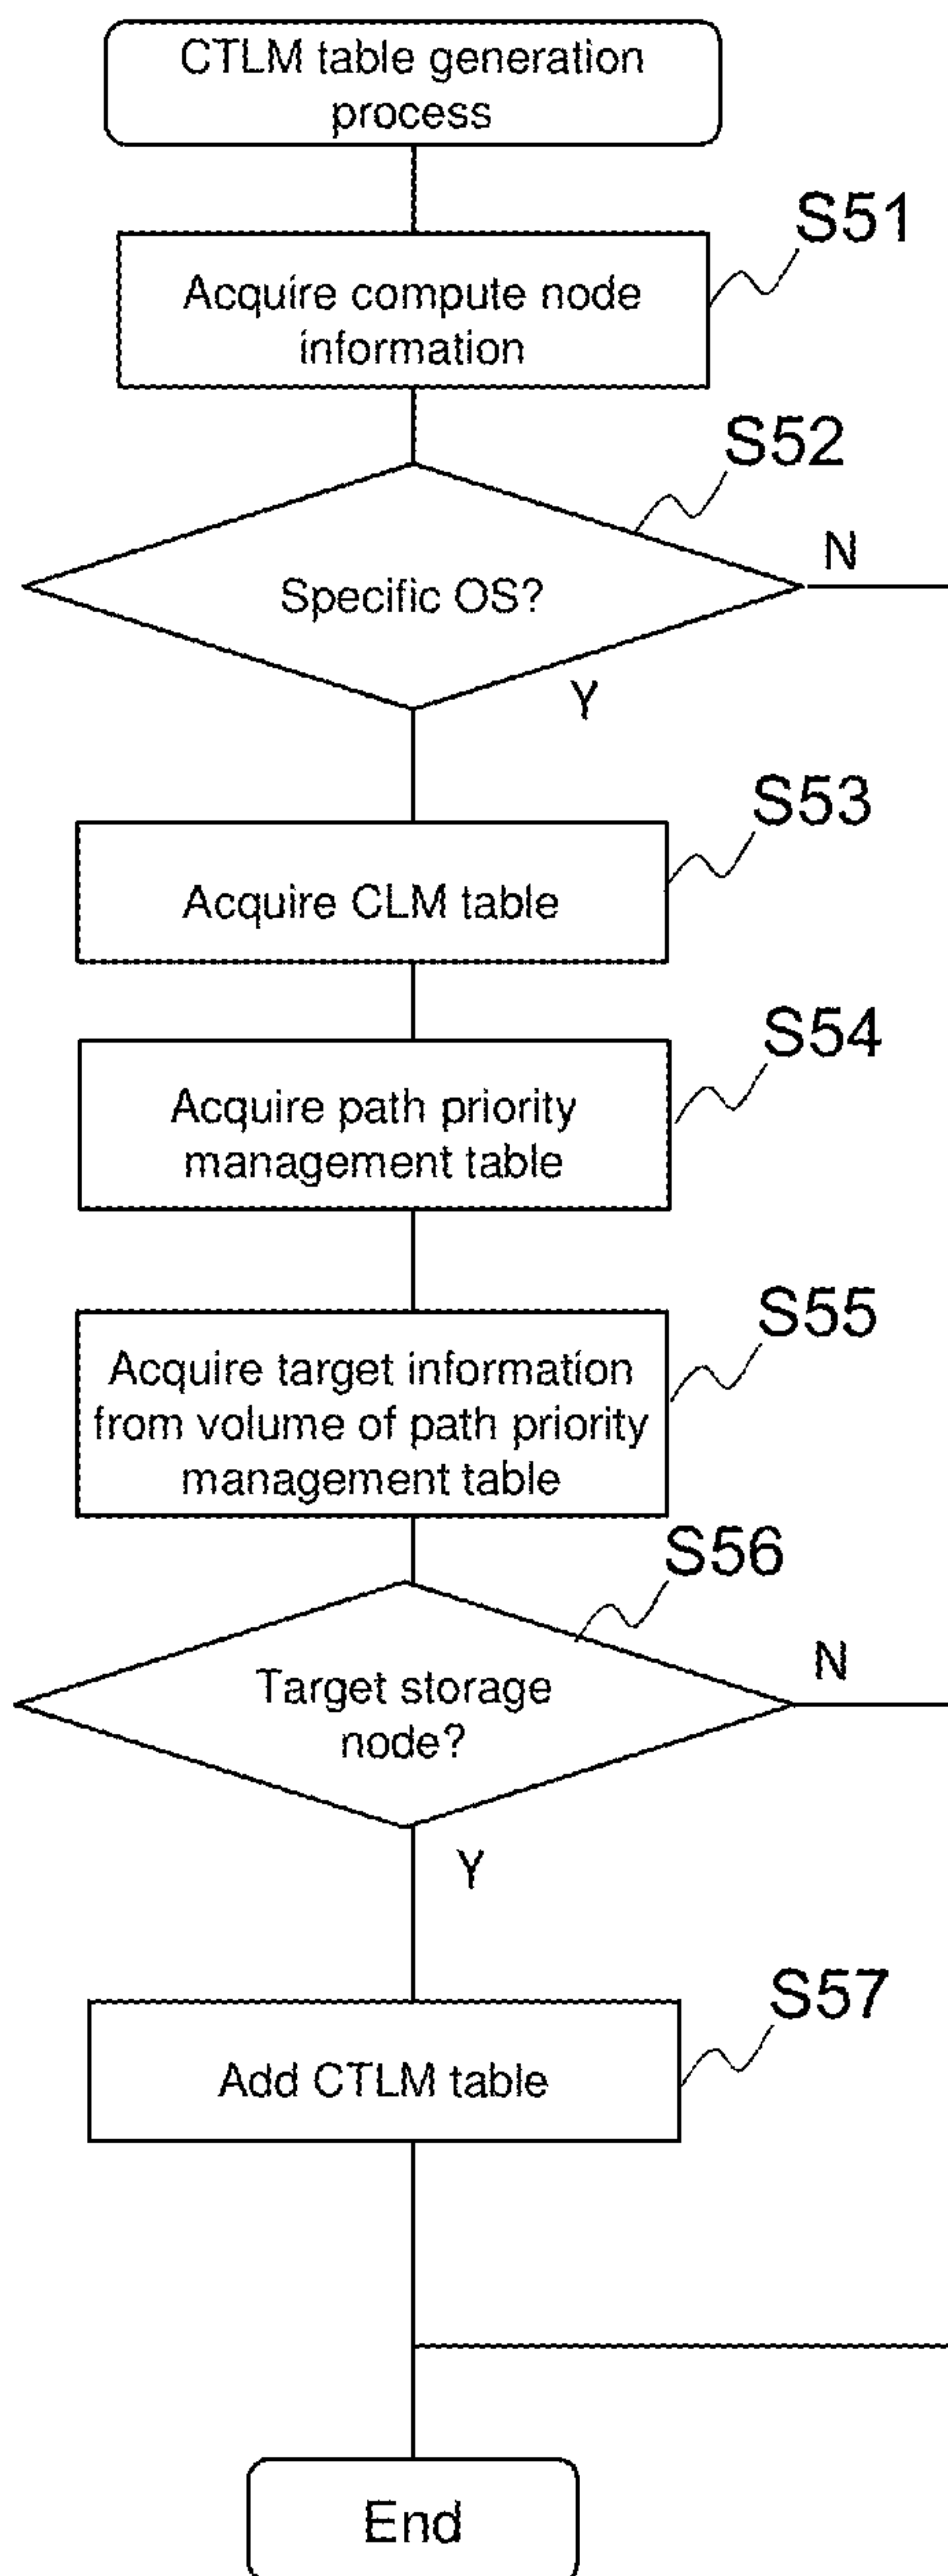 CTLM table generation
process
S51
Acquire compute node
information
S52
N
Specific OS?
Y
S53
Acquire CLM table
S54
Acquire path priority
management table
S55
Acquire target information
from volume of path priority
management table
S56
N
Target storage
node?
Y
S57
Add CTLM table
End